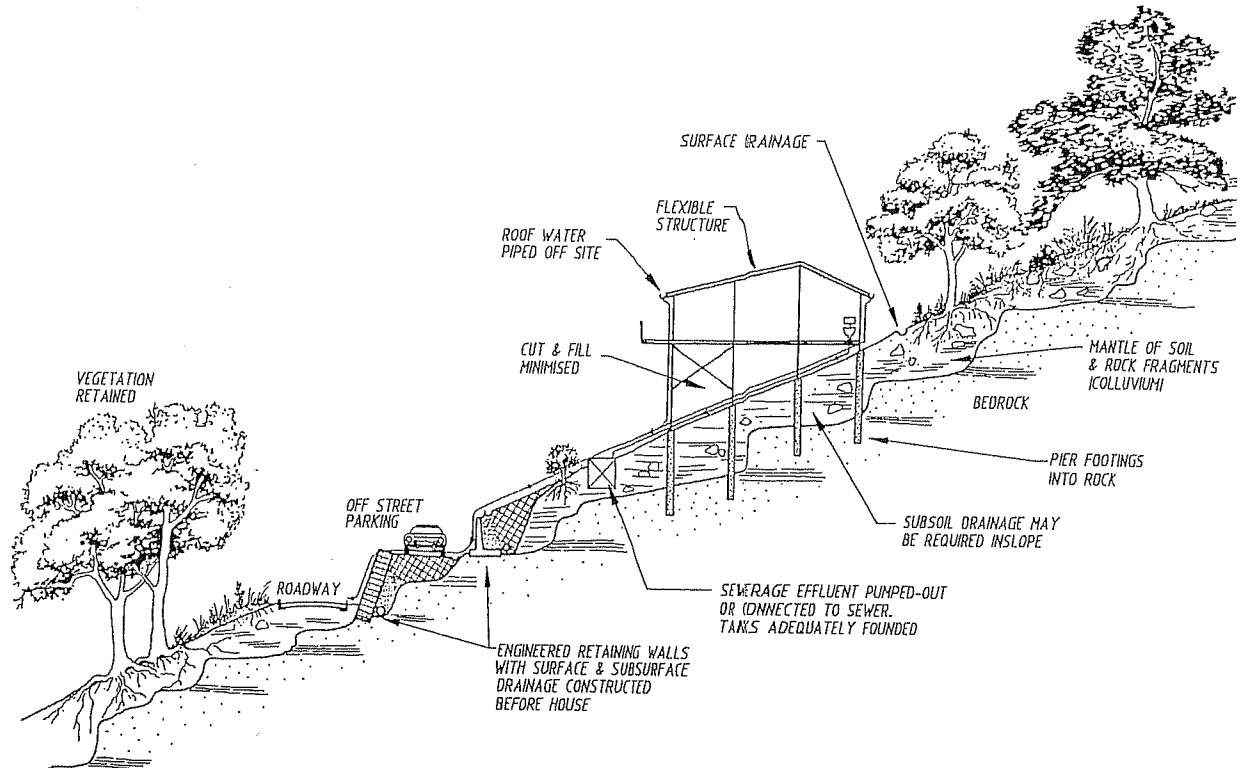 SURFACE DRAINAGE
FLEXIBLE
STRUCTURE
ROOF WATER
PIPED OFF SITE
CUT & FILL
MINIMISED
MANTLE OF SOIL
& ROCK FRAGMENTS
(COLLUVIUM)
BEDROCK
VEGETATION
RETAINED
PIER FOOTINGS
INTO ROCK
OFF STREET
PARKING
SUBSOIL DRAINAGE MAY
BE REQUIRED INSLOPE
ROADWAY
SEWERAGE EFFLUENT PUMPED-OUT
OR CONNECTED TO SEWER.
TANKS ADEQUATELY FOUNDED
ENGINEERED RETAINING WALLS
WITH SURFACE & SUBSURFACE
DRAINAGE CONSTRUCTED
BEFORE HOUSE